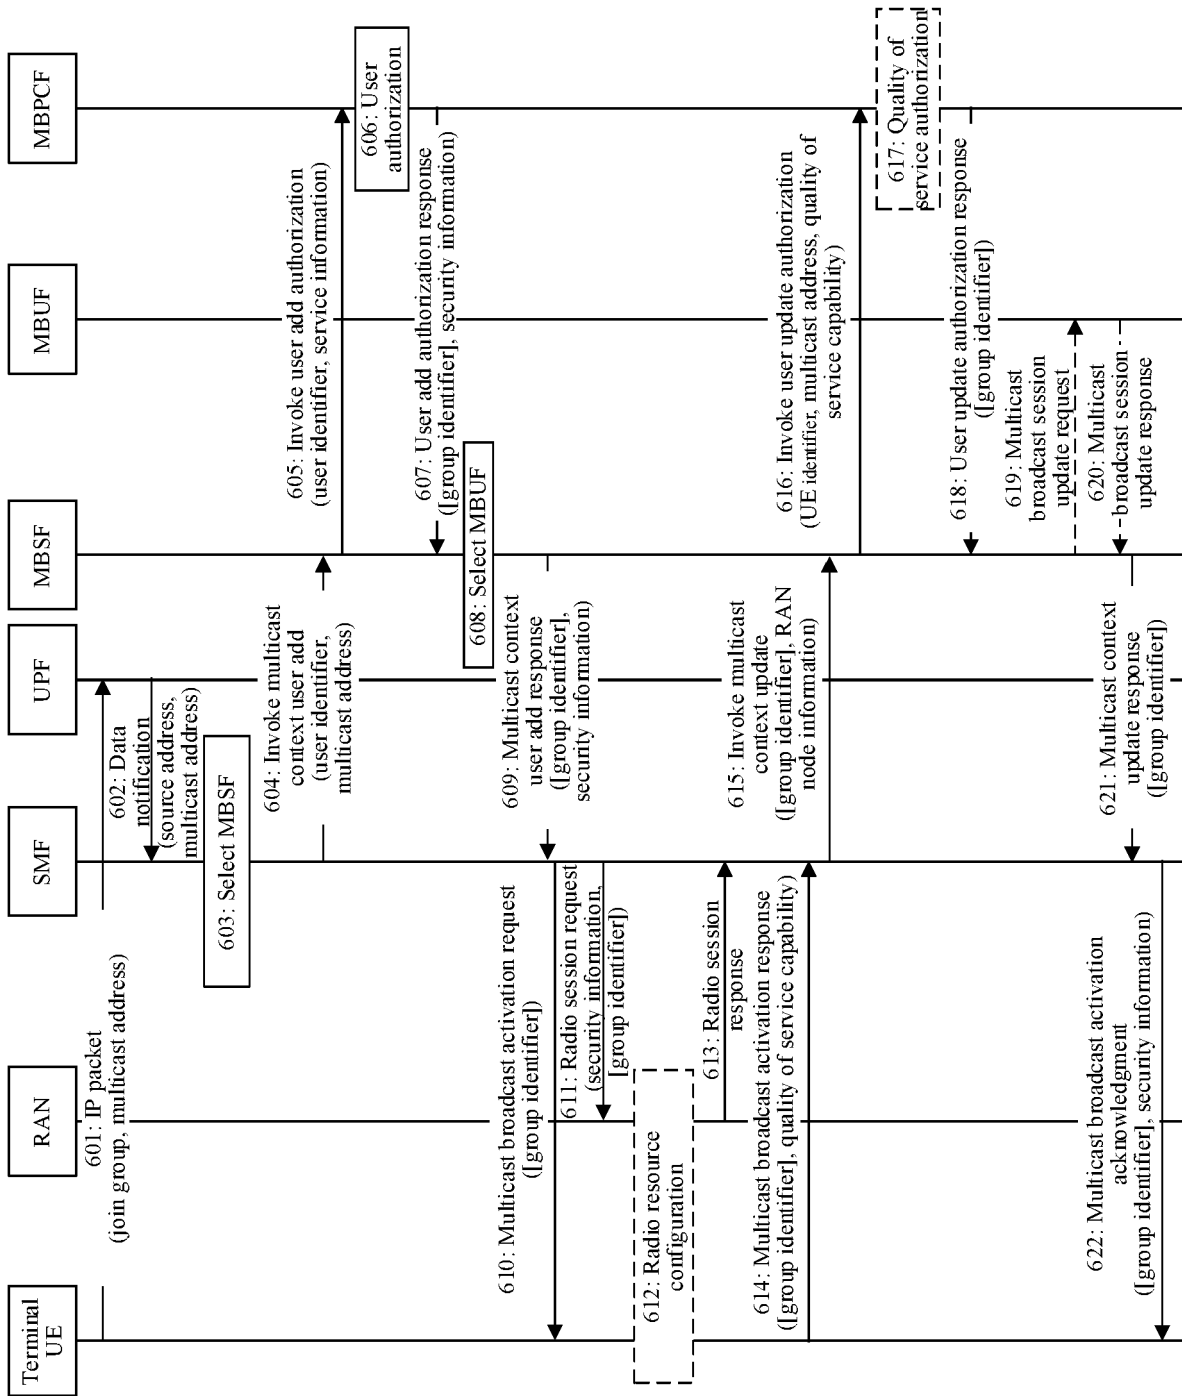 Terminal
UE
RAN
SMF
UPF
MBSF
MBUF
MBPCF
601: IP packet
(join group, multicast address)
602: Data
notification
(source address,
multicast address)
603: Select MBSF
604: Invoke multicast
context user add
(user identifier,
multicast address)
605: Invoke user add authorization
(user identifier, service information)
606: User
authorization
607: User add authorization response
([group identifier], security information)
608: Select MBUF
609: Multicast context
user add response
([group identifier],
security information)
610: Multicast broadcast activation request
([group identifier])
611: Radio session request
(security information,
[group identifier])
612: Radio resource
configuration
613: Radio session
response
614: Multicast broadcast activation response
([group identifier], quality of service capability)
615: Invoke multicast
context update
([group identifier], RAN
node information)
616: Invoke user update authorization
(UE identifier, multicast address, quality of
service capability)
617: Quality of
service authorization
618: User update authorization response
([group identifier])
619: Multicast
broadcast session
update request
620: Multicast
broadcast session
update response
621: Multicast context
update response
([group identifier])
622: Multicast broadcast activation
acknowledgment
([group identifier], security information)